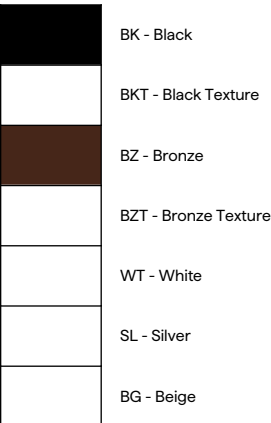 BK - Black
BKT - Black Texture
BZ - Bronze
BZT - Bronze Texture
WT - White
SL - Silver
BG - Beige